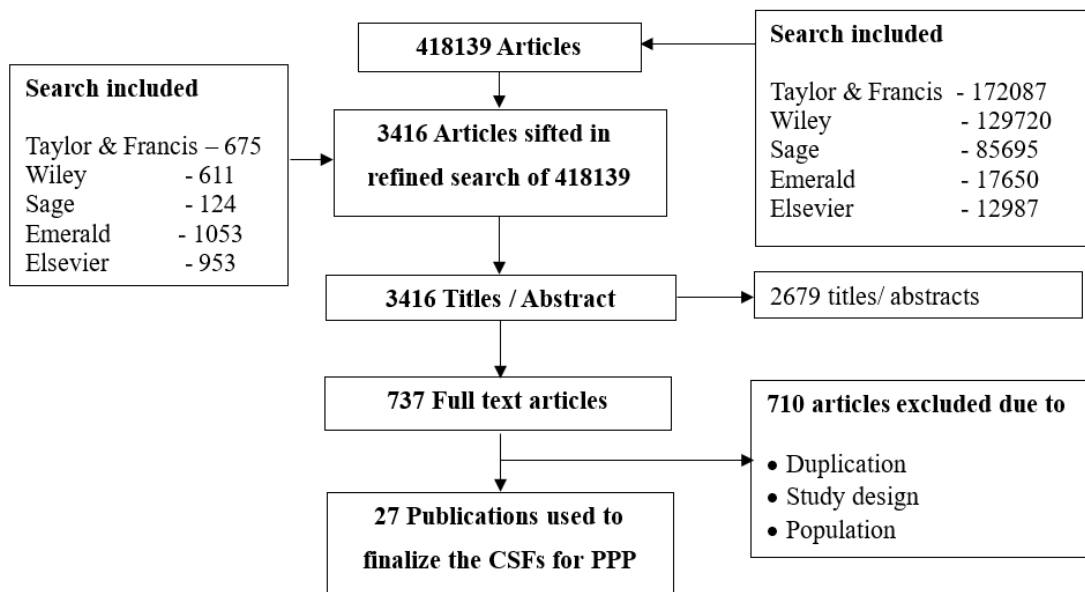 418139 Articles
Search included
Taylor & Francis - 172087
Wiley - 129720
Sage - 85695
Emerald - 17650
Elsevier - 12987
Search included
Taylor & Francis – 675
Wiley - 611
Sage - 124
Emerald - 1053
Elsevier - 953
3416 Articles sifted in
refined search of 418139
3416 Titles / Abstract
2679 titles/ abstracts
737 Full text articles
710 articles excluded due to
• Duplication
• Study design
• Population
27 Publications used to
finalize the CSFs for PPP